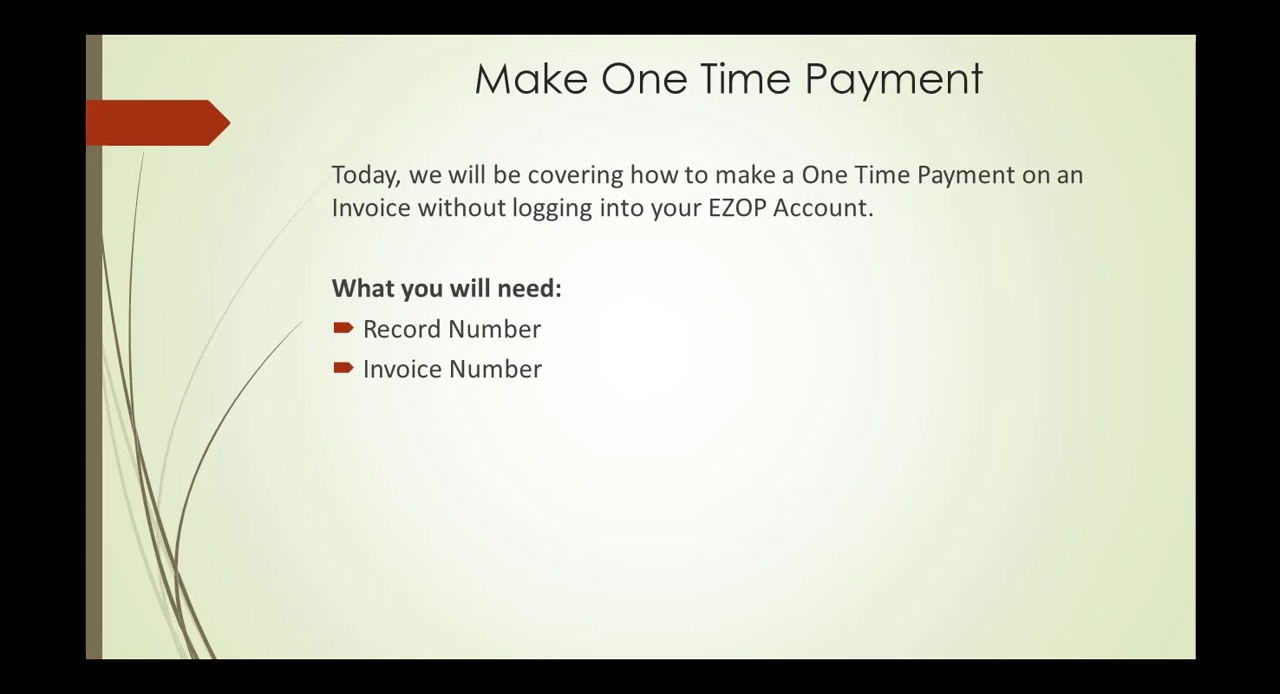 Make One Time Payment
Today, we will be covering how to make a One Time Payment on an
Invoice without logging into your EZOP Account.
What you will need:
Record Number
Invoice Number